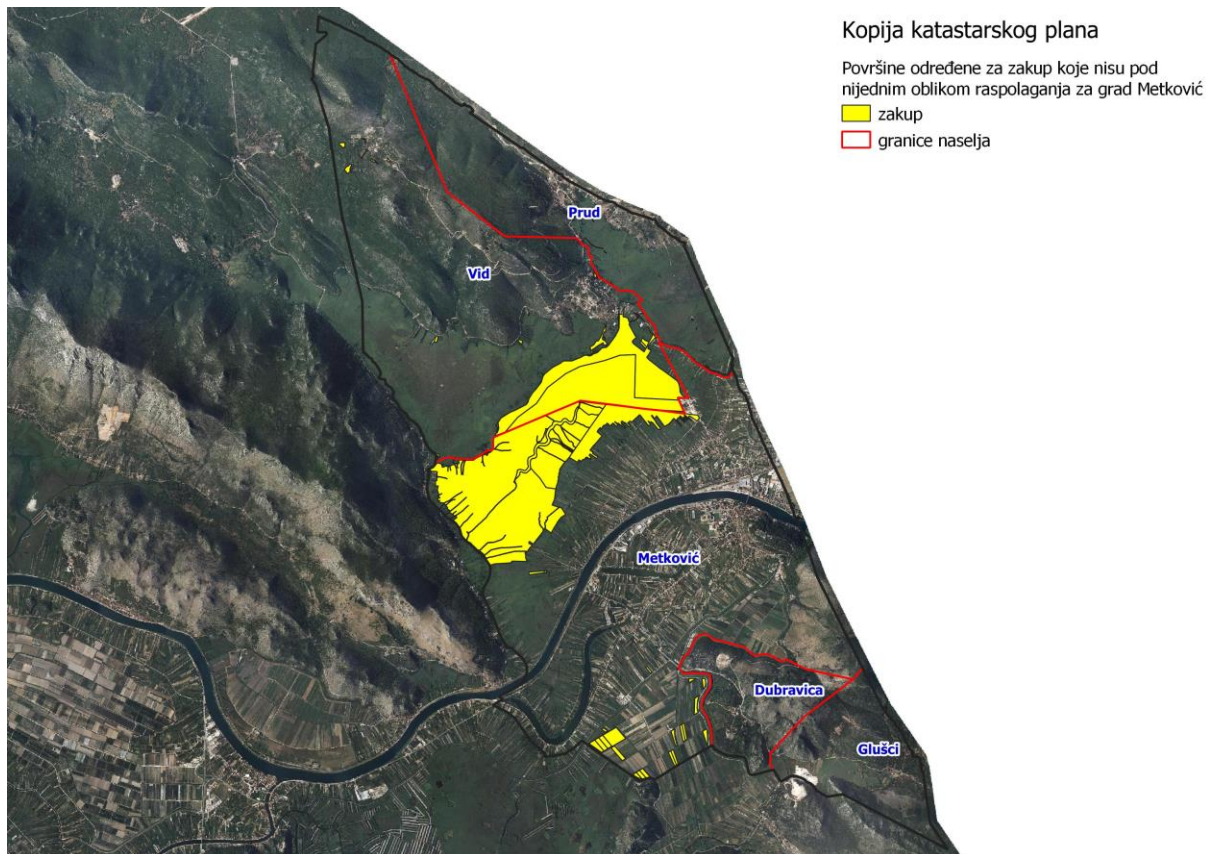 Kopija katastarskog plana
Površine određene za zakup koje nisu pod
nijednim oblikom raspolaganja za grad Metković
zakup
granice naselja
Prud
Vid
Metković
Dubravica
Glušci